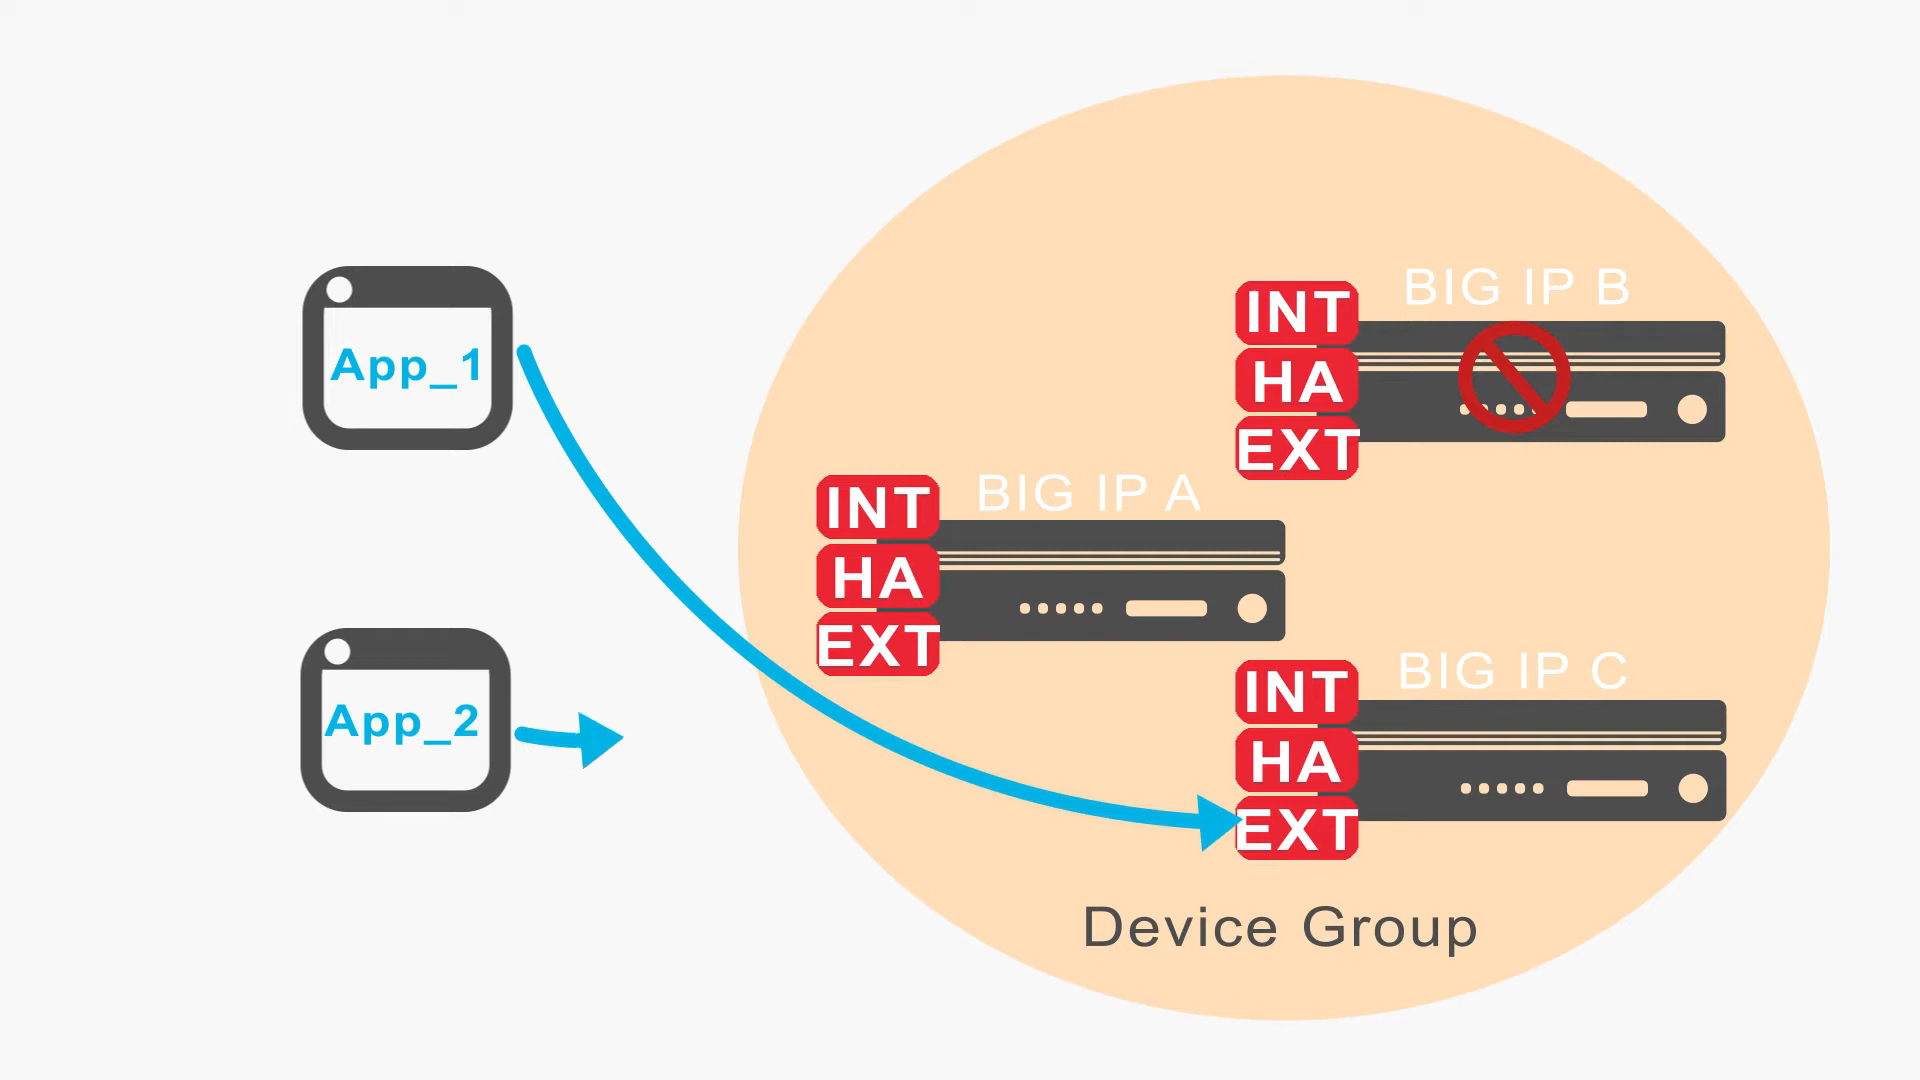 App_1
App_2
BIG IP A
INT
HA
EXT
BIG IP B
INT
HA
EXT
BIG IP C
INT
HA
EXT
Device Group